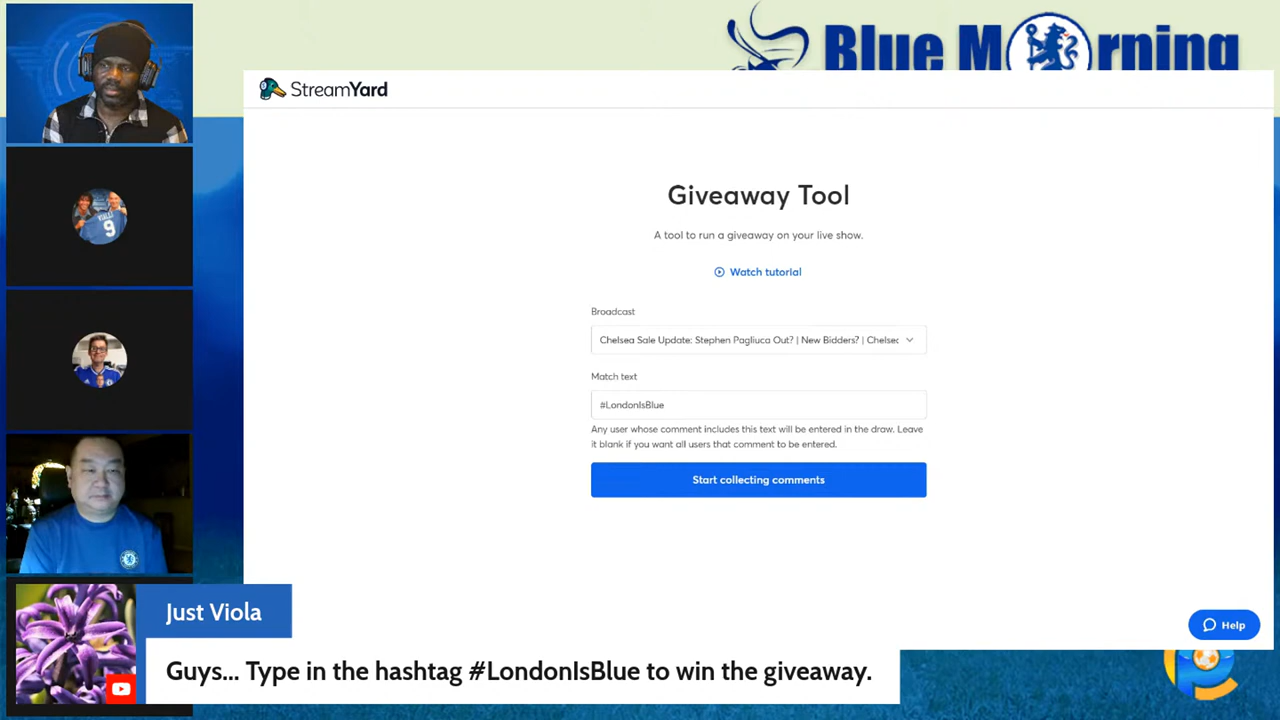 Blue M rning
StreamYard
Giveaway Tool
A tool to run a giveaway on your live show.
Watch tutorial
Broadcast
Chelsea Sale Update: Stephen Pagliuca Out? | New Bidders? | Chelsea
Match text
#LondonIsBlue
Any user whose comment includes this text will be entered in the draw. Leave
it blank if you want all users that comment to be entered.
Start collecting comments
Help
9
Just Viola
Guys... Type in the hashtag #LondonIsBlue to win the giveaway.